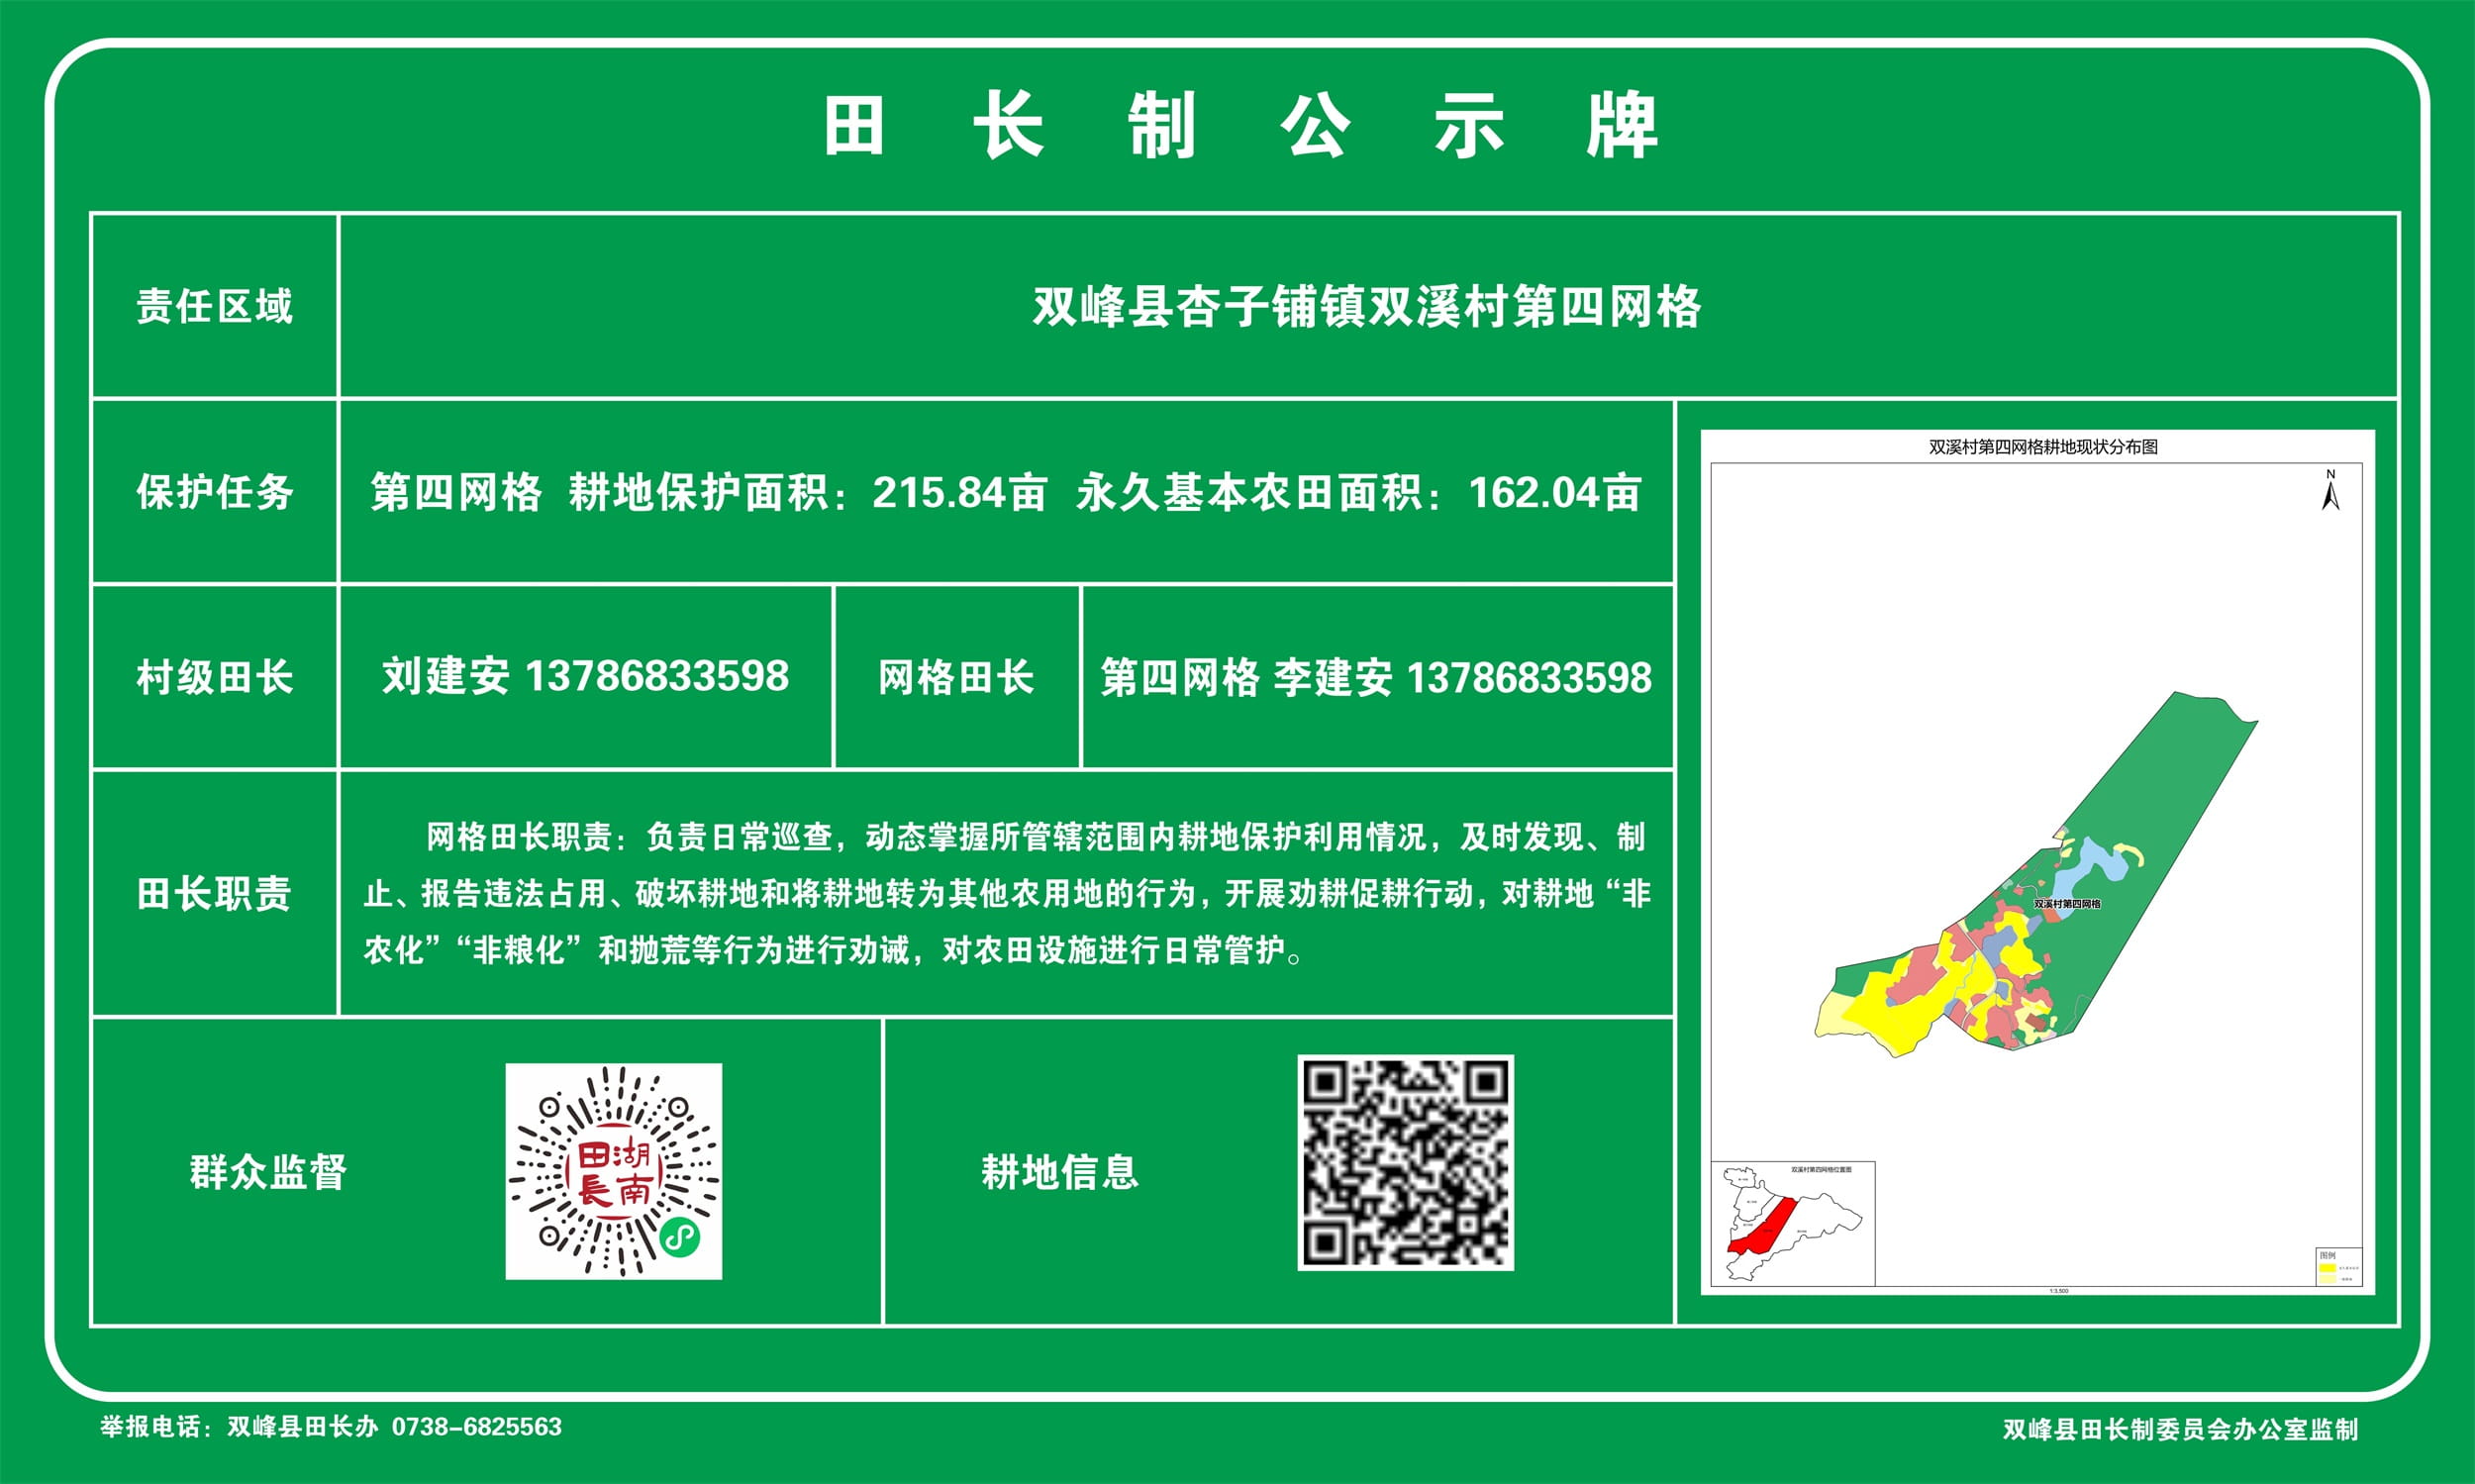 田长制公示牌
责任区域
双峰县杏子铺镇双溪村第四网格
保护任务
第四网格 耕地保护面积：215.84亩 永久基本农田面积：162.04亩
村级田长
刘建安 13786833598
网格田长
第四网格 李建安 13786833598
田长职责
网格田长职责：负责日常巡查，动态掌握所管辖范围内耕地保护利用情况，及时发现、制
止、报告违法占用、破坏耕地和将耕地转为其他农用地的行为，开展劝耕促耕行动，对耕地“非
农化”“非粮化”和抛荒等行为进行劝诫，对农田设施进行日常管护。
群众监督
湖南
田長
耕地信息
双溪村第四网格耕地现状分布图
N
双溪村第四网格
双溪村第四网格位置图
图例
1:3,500
举报电话：双峰县田长办 0738-6825563
双峰县田长制委员会办公室监制